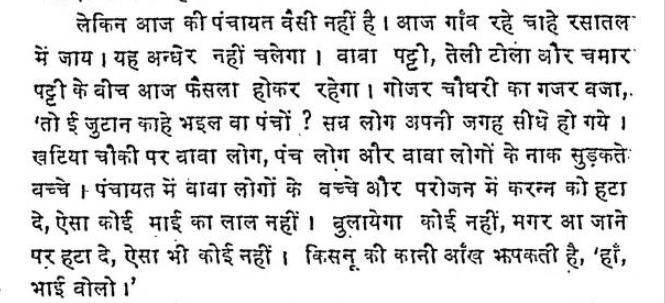 लेकिन आज की पंचायत वैसी नहीं है। आज गाँव रहे चाहे रसातल
में जाय। यह अन्धेर नहीं चलेगा। बाबा पट्टी, तेली टोला और चमार
पट्टी के बीच आज फैसला होकर रहेगा। गोजर चौधरी का गजर बजा,
‘तो ई जुटान काहे भइल बा पंचों ? सब लोग अपनी जगह सीधे हो गये।
खटिया चौकी पर बाबा लोग, पंच लोग और बाबा लोगों के नाक सुड़कते
बच्चे। पंचायत में बाबा लोगों के बच्चे और परोजन में करन्न को हटा
दे, ऐसा कोई माई का लाल नहीं। बुलायेगा कोई नहीं, मगर आ जाने
पर हटा दे, ऐसा भी कोई नहीं। किसनू की कानी आँख झपकती है, ‘हाँ,
भाई बोलो।’